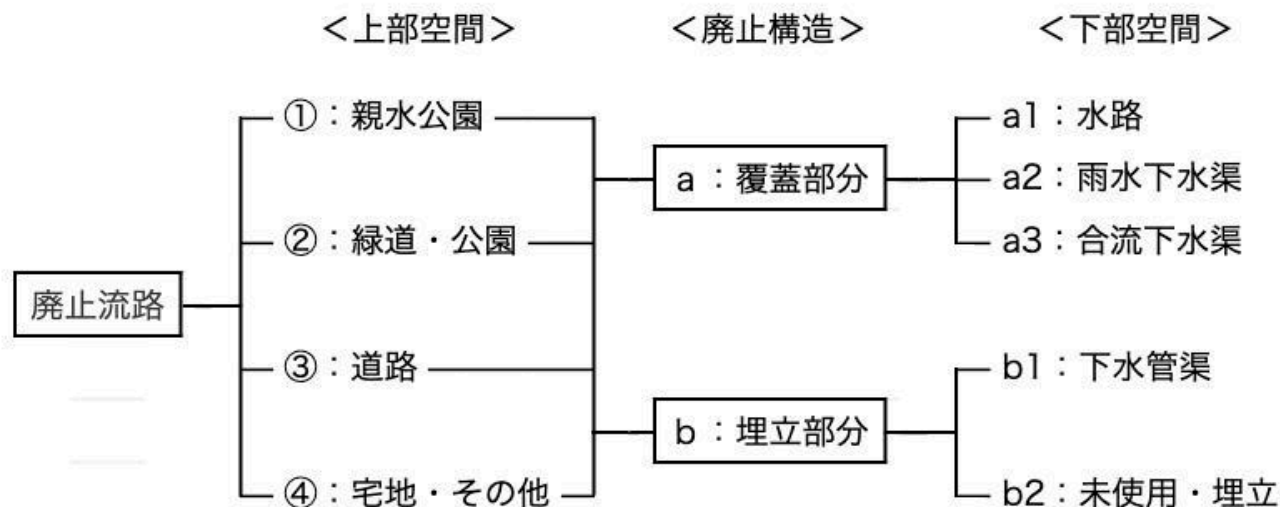 ＜上部空間＞ ＜廃止構造＞ ＜下部空間＞
①：親水公園
a1：水路
a：覆蓋部分
a2：雨水下水渠
②：緑道・公園
a3：合流下水渠
廃止流路
③：道路
b1：下水管渠
b：埋立部分
④：宅地・その他
b2：未使用・埋立